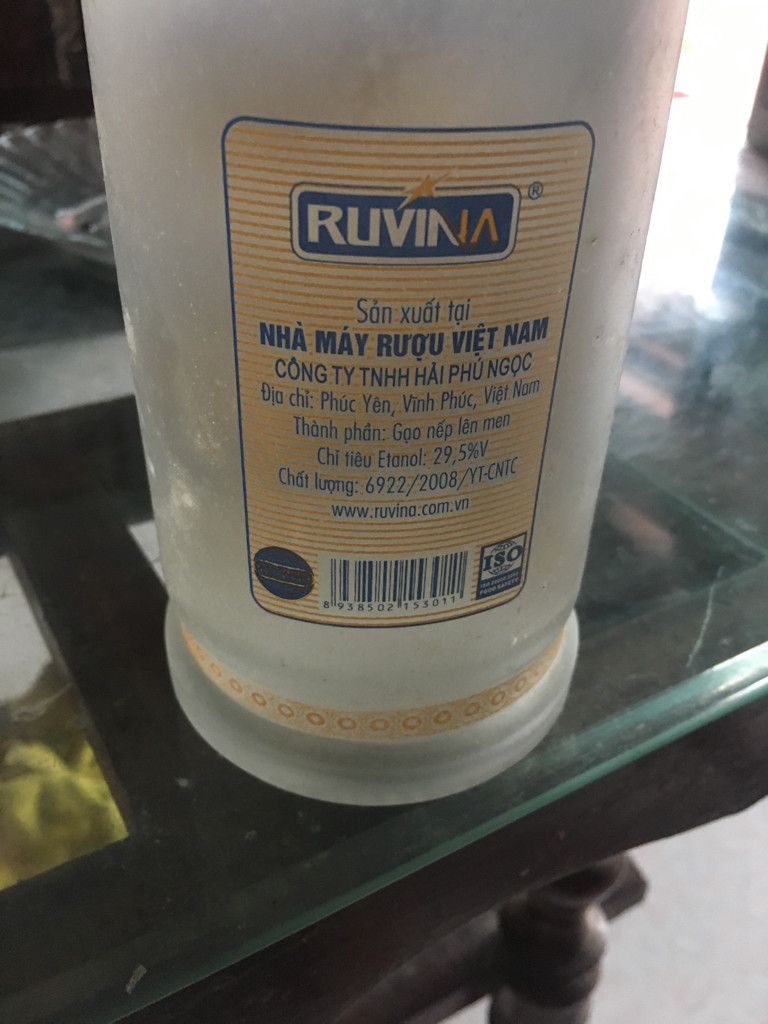 RUVINA ®
Sản xuất tại
NHÀ MÁY RƯỢU VIỆT NAM
CÔNG TY TNHH HẢI PHÚ NGỌC
Địa chỉ: Phúc Yên, Vĩnh Phúc, Việt Nam
Thành phần: Gạo nếp lên men
Chỉ tiêu Etanol: 29,5%V
Chất lượng: 6922/2008/YT-CNTC
www.ruvina.com.vn
ISO
FOOD SAFETY
8 938502 153011